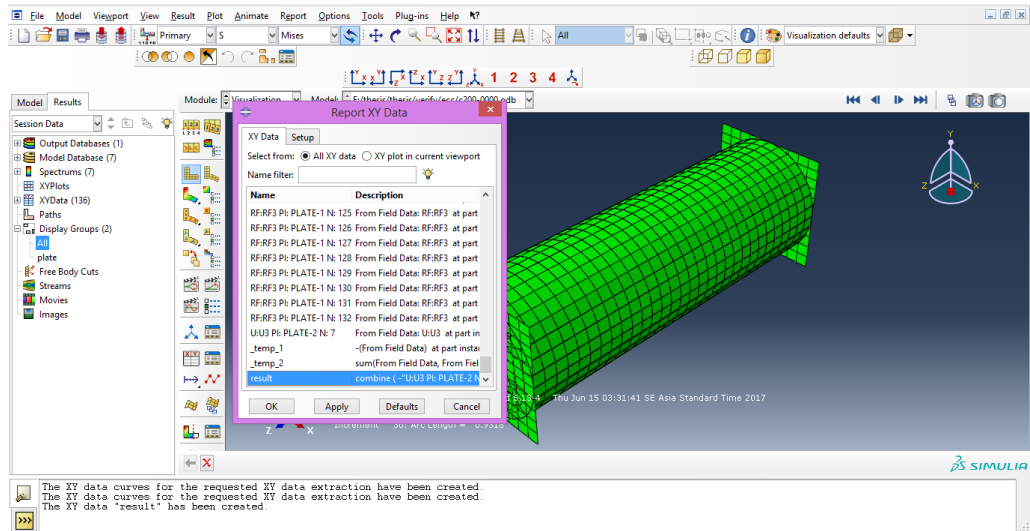 File Model Viewport View Result Plot Animate Report Options Tools Plug-ins Help
Primary S Mises All Visualization defaults
1 2 3 4
Model Results Module: Visualization Model: E:/thesis/thesis/verify/ecc/c200-0000.odb
Session Data
Output Databases (1)
Model Database (7)
Spectrums (7)
XYPlots
XYData (136)
Paths
Display Groups (2)
All
plate
Free Body Cuts
Streams
Movies
Images
Report XY Data
XY Data Setup
Select from: All XY data XY plot in current viewport
Name filter:
Name Description
RF:RF3 PI: PLATE-1 N: 125 From Field Data: RF:RF3 at part
RF:RF3 PI: PLATE-1 N: 126 From Field Data: RF:RF3 at part
RF:RF3 PI: PLATE-1 N: 127 From Field Data: RF:RF3 at part
RF:RF3 PI: PLATE-1 N: 128 From Field Data: RF:RF3 at part
RF:RF3 PI: PLATE-1 N: 129 From Field Data: RF:RF3 at part
RF:RF3 PI: PLATE-1 N: 130 From Field Data: RF:RF3 at part
RF:RF3 PI: PLATE-1 N: 131 From Field Data: RF:RF3 at part
RF:RF3 PI: PLATE-1 N: 132 From Field Data: RF:RF3 at part
U:U3 PI: PLATE-2 N: 7 From Field Data: U:U3 at part in
_temp_1 -(From Field Data) at part instar
_temp_2 sum(From Field Data, From Fiel
result combine ( -"U:U3 PI: PLATE-2 N
OK Apply Defaults Cancel
Y
Z X
Thu Jun 15 03:31:41 SE Asia Standard Time 2017
Z X
Arc Length = 0.9318
SIMULIA
The XY data curves for the requested XY data extraction have been created.
The XY data curves for the requested XY data extraction have been created.
The XY data "result" has been created.
>>>